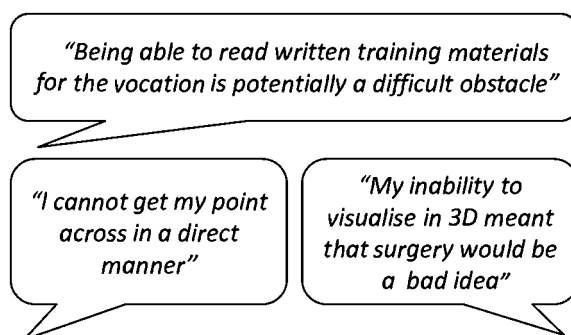 “Being able to read written training materials
for the vocation is potentially a difficult obstacle”
“I cannot get my point
across in a direct
manner”
“My inability to
visualise in 3D meant
that surgery would be
a bad idea”